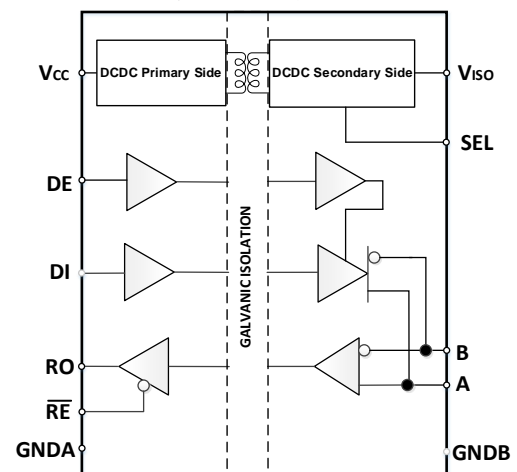 VCC
DCDC Primary Side
DCDC Secondary Side
VISO
SEL
DE
DI
GALVANIC ISOLATION
RO
B
A
RE
GNDA
GNDB